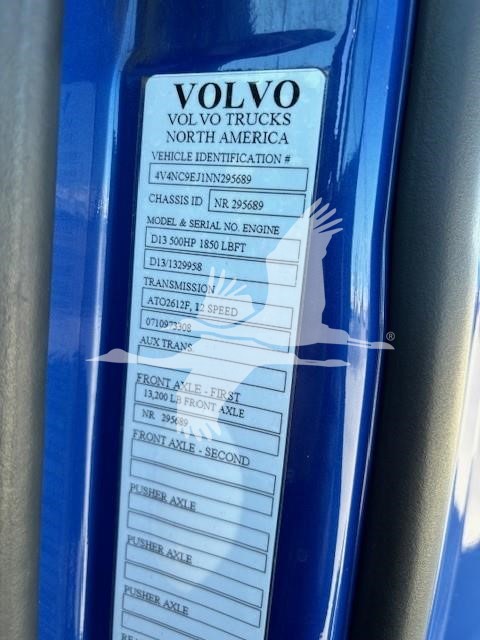 VOLVO
VOLVO TRUCKS
NORTH AMERICA
VEHICLE IDENTIFICATION #
4V4NC9EJ1NN295689
CHASSIS ID NR 295689
MODEL & SERIAL NO. ENGINE
D13 500HP 1850 LBFT
D13/1329958
TRANSMISSION
ATO2612F, 12 SPEED
0710973308
AUX TRANS.
FRONT AXLE - FIRST
13,200 LB FRONT AXLE
NR 295689
FRONT AXLE - SECOND
PUSHER AXLE
PUSHER AXLE
PUSHER AXLE